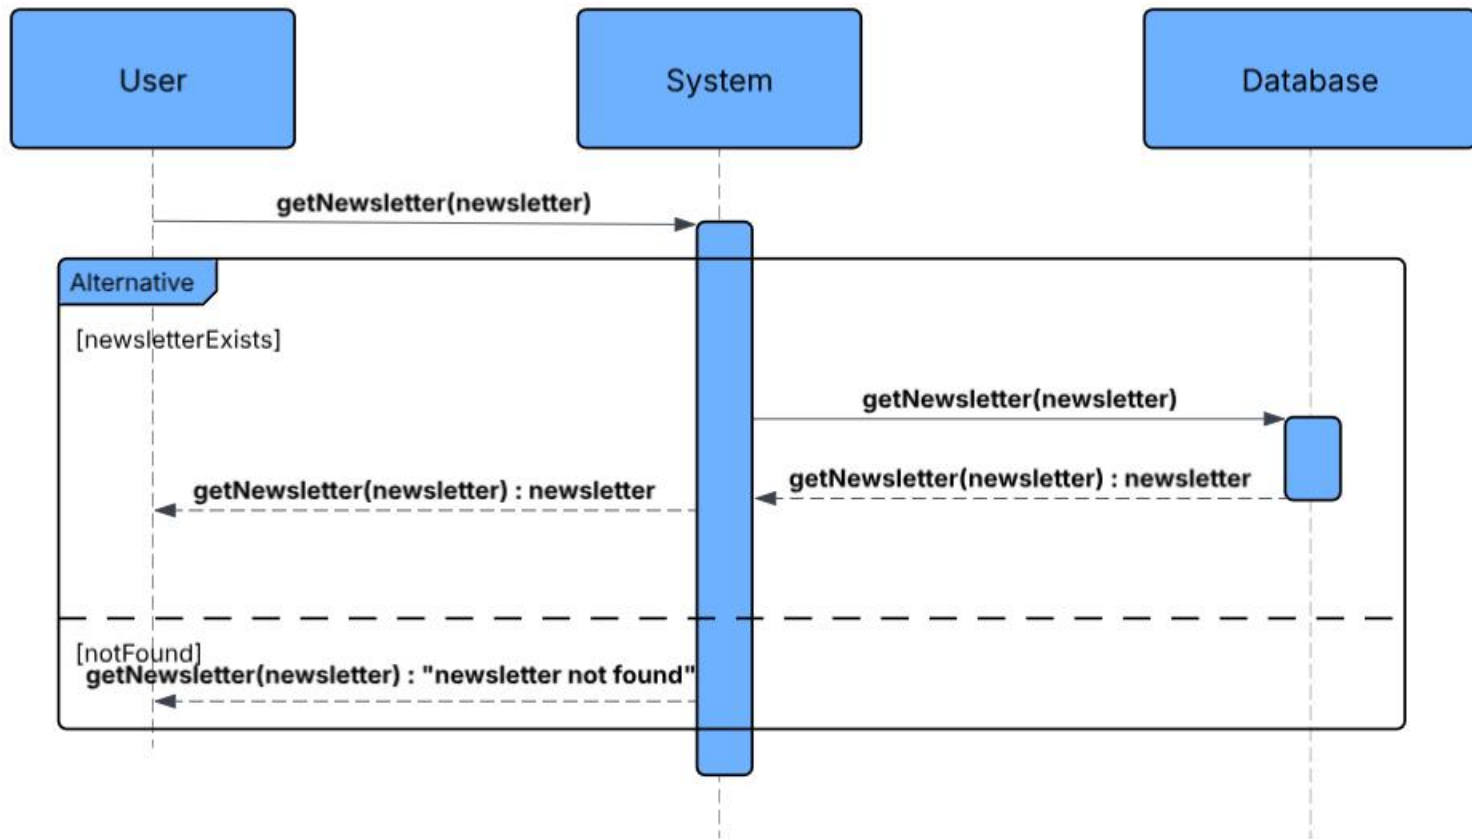 User
System
Database
getNewsletter(newsletter)
Alternative
[newsletterExists]
getNewsletter(newsletter)
getNewsletter(newsletter) : newsletter
getNewsletter(newsletter) : newsletter
[notFound]
getNewsletter(newsletter) : "newsletter not found"